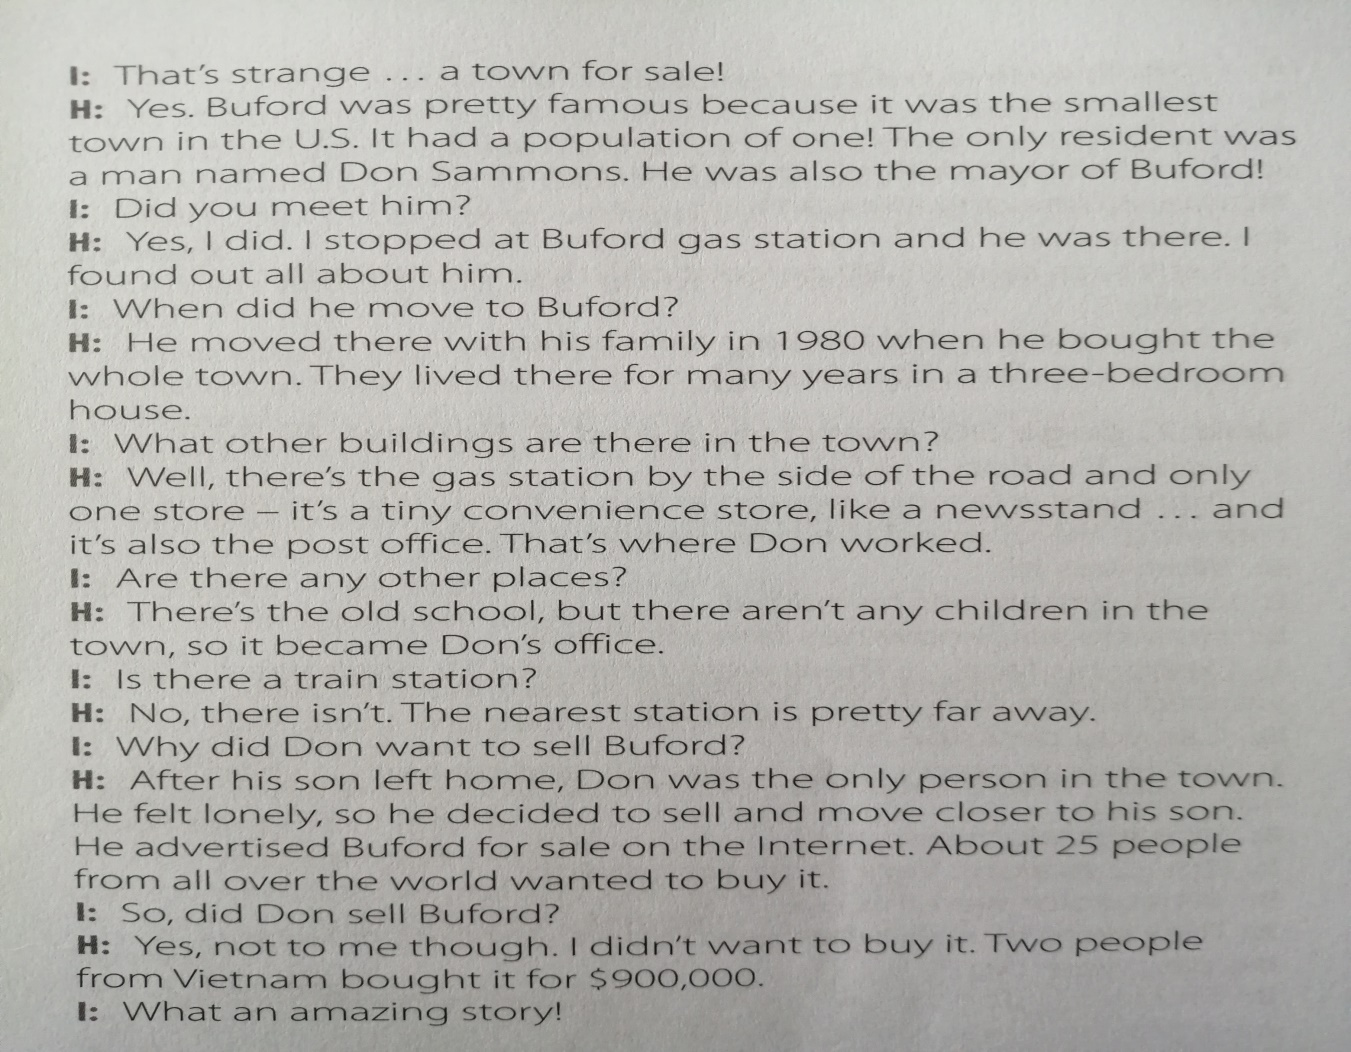 I: That's strange ... a town for sale!
H: Yes. Buford was pretty famous because it was the smallest
town in the U.S. It had a population of one! The only resident was
a man named Don Sammons. He was also the mayor of Buford!
I: Did you meet him?
H: Yes, I did. I stopped at Buford gas station and he was there. I
found out all about him.
I: When did he move to Buford?
H: He moved there with his family in 1980 when he bought the
whole town. They lived there for many years in a three-bedroom
house.
I: What other buildings are there in the town?
H: Well, there's the gas station by the side of the road and only
one store – it's a tiny convenience store, like a newsstand ... and
it's also the post office. That's where Don worked.
I: Are there any other places?
H: There's the old school, but there aren't any children in the
town, so it became Don's office.
I: Is there a train station?
H: No, there isn't. The nearest station is pretty far away.
I: Why did Don want to sell Buford?
H: After his son left home, Don was the only person in the town.
He felt lonely, so he decided to sell and move closer to his son.
He advertised Buford for sale on the Internet. About 25 people
from all over the world wanted to buy it.
I: So, did Don sell Buford?
H: Yes, not to me though. I didn't want to buy it. Two people
from Vietnam bought it for $900,000.
I: What an amazing story!